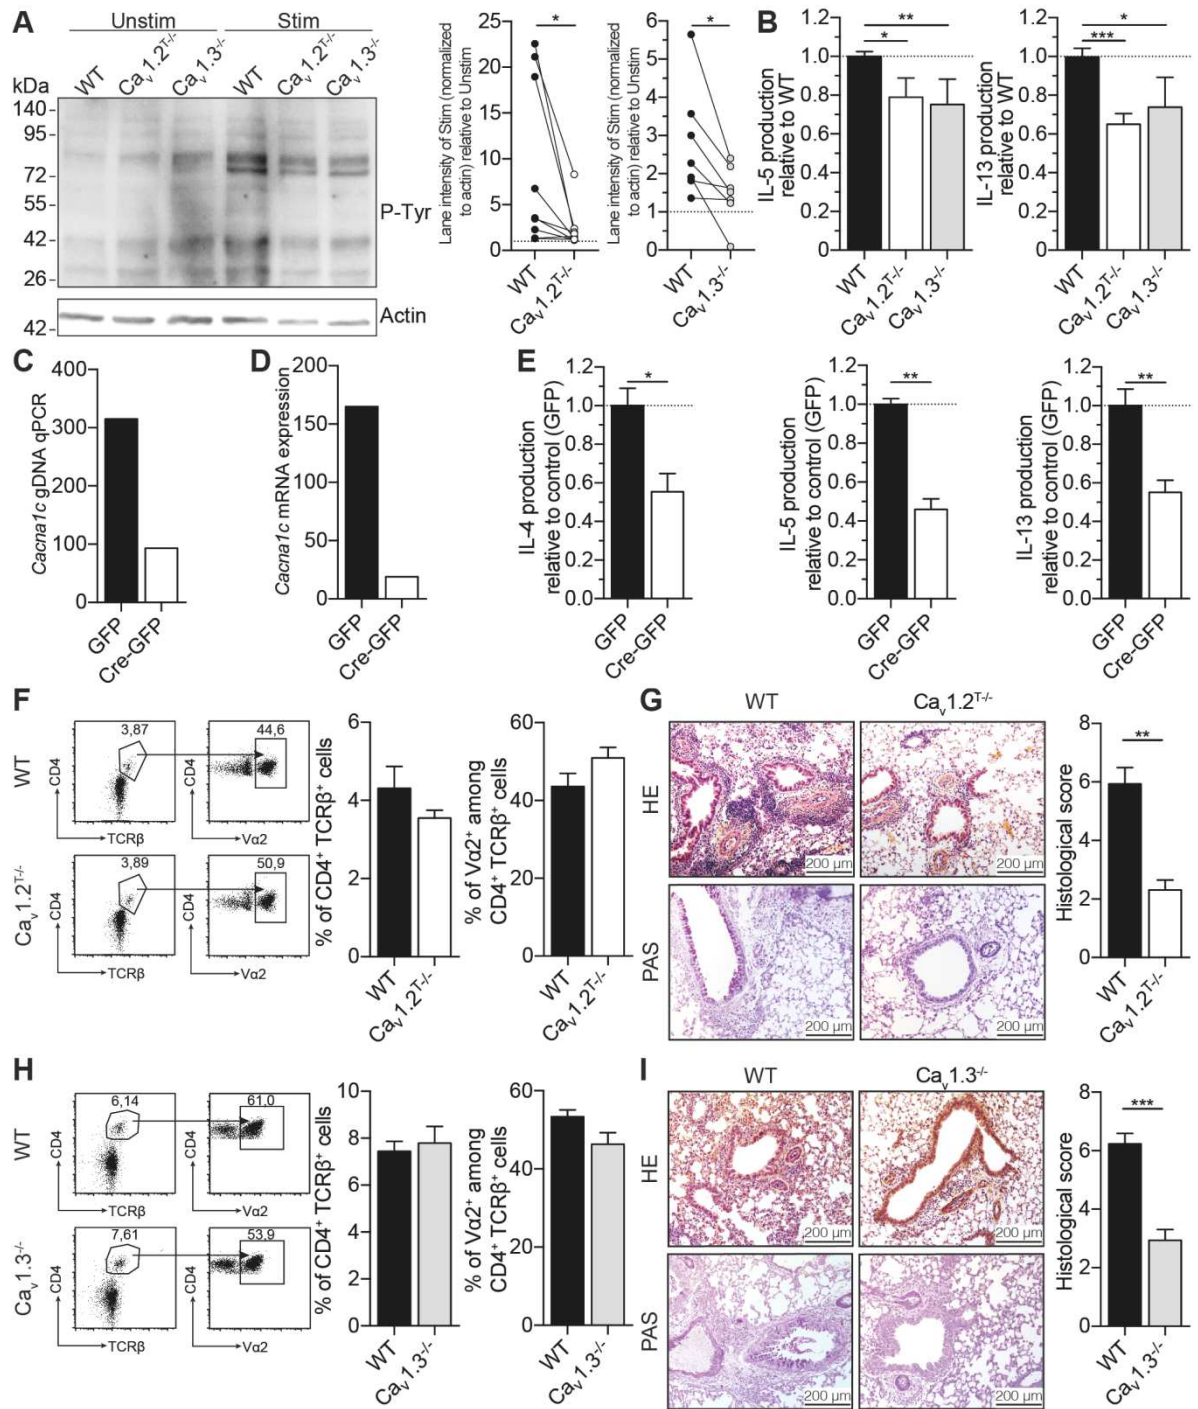 A
Unstim
Stim
WT
Caᵥ1.2ᵀ⁻/⁻
Caᵥ1.3⁻/⁻
WT
Caᵥ1.2ᵀ⁻/⁻
Caᵥ1.3⁻/⁻
kDa
140
95
72
55
42
26
P-Tyr
42
Actin
Lane intensity of Stim (normalized
to actin) relative to Unstim
25
20
15
10
5
0
*
WT
Caᵥ1.2ᵀ⁻/⁻
Lane intensity of Stim (normalized
to actin) relative to Unstim
6
5
4
3
2
1
0
*
WT
Caᵥ1.3⁻/⁻
B
IL-5 production
relative to WT
1.2
1.0
0.8
0.6
0.4
0.2
0
**
*
WT
Caᵥ1.2ᵀ⁻/⁻
Caᵥ1.3⁻/⁻
IL-13 production
relative to WT
1.2
1.0
0.8
0.6
0.4
0.2
0
*
***
WT
Caᵥ1.2ᵀ⁻/⁻
Caᵥ1.3⁻/⁻
C
Cacna1c gDNA qPCR
400
300
200
100
0
GFP
Cre-GFP
D
Cacna1c mRNA expression
200
150
100
50
0
GFP
Cre-GFP
E
IL-4 production
relative to control (GFP)
1.2
1.0
0.8
0.6
0.4
0.2
0.0
*
GFP
Cre-GFP
IL-5 production
relative to control (GFP)
1.2
1.0
0.8
0.6
0.4
0.2
0.0
**
GFP
Cre-GFP
IL-13 production
relative to control (GFP)
1.2
1.0
0.8
0.6
0.4
0.2
0.0
**
GFP
Cre-GFP
F
WT
3,87
44,6
CD4
TCRβ
CD4
Vα2
Caᵥ1.2ᵀ⁻/⁻
3,89
50,9
CD4
TCRβ
CD4
Vα2
% of CD4⁺ TCRβ⁺ cells
6
4
2
0
WT
Caᵥ1.2ᵀ⁻/⁻
% of Vα2⁺ among
CD4⁺ TCRβ⁺ cells
60
40
20
0
WT
Caᵥ1.2ᵀ⁻/⁻
G
WT
Caᵥ1.2ᵀ⁻/⁻
HE
200 µm
200 µm
PAS
200 µm
200 µm
Histological score
8
6
4
2
0
**
WT
Caᵥ1.2ᵀ⁻/⁻
H
WT
6,14
61,0
CD4
TCRβ
CD4
Vα2
Caᵥ1.3⁻/⁻
7,61
53,9
CD4
TCRβ
CD4
Vα2
% of CD4⁺ TCRβ⁺ cells
10
8
6
4
2
0
WT
Caᵥ1.3⁻/⁻
% of Vα2⁺ among
CD4⁺ TCRβ⁺ cells
60
40
20
0
WT
Caᵥ1.3⁻/⁻
I
WT
Caᵥ1.3⁻/⁻
HE
200 µm
200 µm
PAS
200 µm
200 µm
Histological score
8
6
4
2
0
***
WT
Caᵥ1.3⁻/⁻